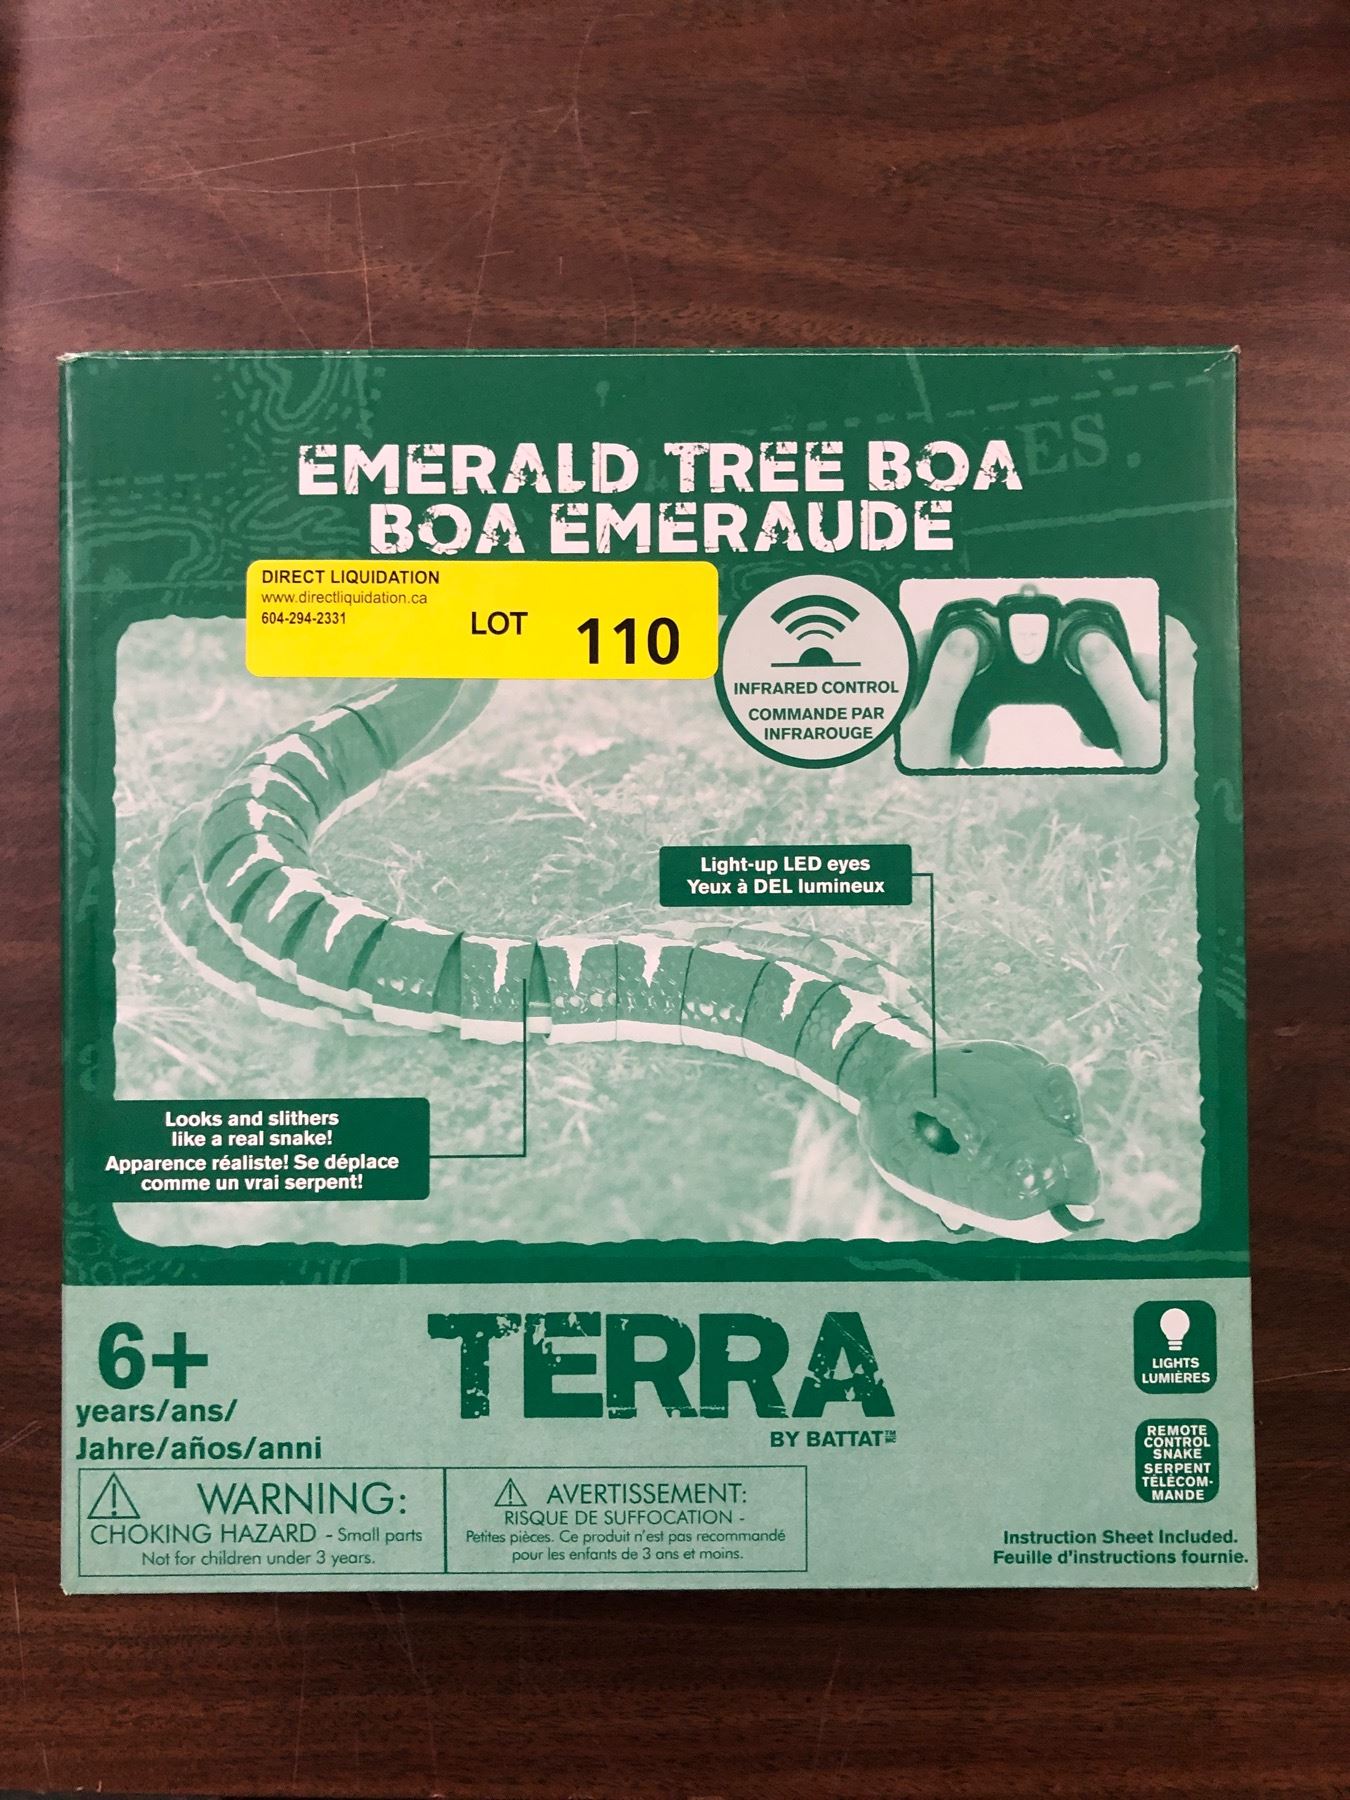 EMERALD TREE BOA
BOA EMERAUDE
ES.
DIRECT LIQUIDATION
www.directliquidation.ca
604-294-2331
LOT 110
INFRARED CONTROL
COMMANDE PAR
INFRAROUGE
Light-up LED eyes
Yeux à DEL lumineux
Looks and slithers
like a real snake!
Apparence réaliste! Se déplace
comme un vrai serpent!
6+
years/ans/
Jahre/años/anni
TERRA
BY BATTAT™ MC
LIGHTS
LUMIÈRES
REMOTE
CONTROL
SNAKE
SERPENT
TÉLÉCOM-
MANDE
WARNING:
CHOKING HAZARD - Small parts
Not for children under 3 years.
AVERTISSEMENT:
RISQUE DE SUFFOCATION -
Petites pièces. Ce produit n'est pas recommandé
pour les enfants de 3 ans et moins.
Instruction Sheet Included.
Feuille d'instructions fournie.